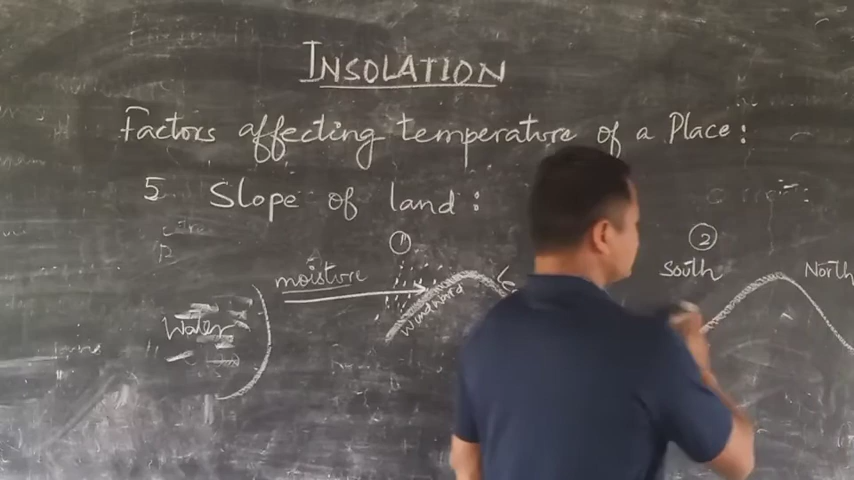 INSOLATION
Factors affecting temperature of a Place:
5 Slope of land:
1
2
moisture
South
North
Windward
Water